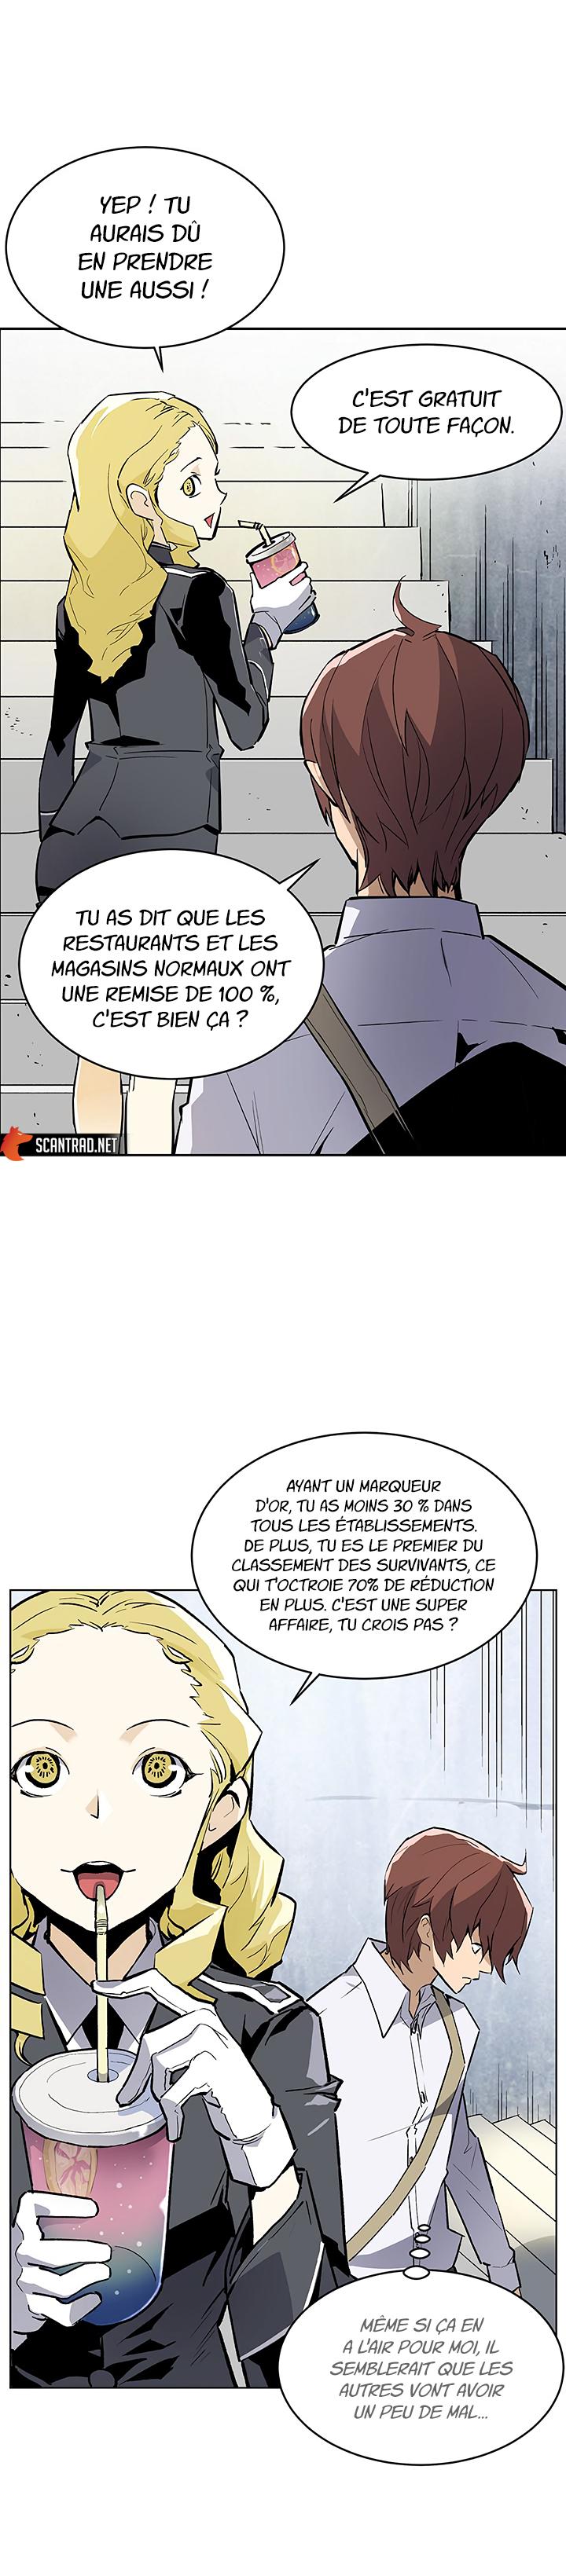 YEP ! TU
AURAIS DÛ
EN PRENDRE
UNE AUSSI !
C'EST GRATUIT
DE TOUTE FAÇON.
TU AS DIT QUE LES
RESTAURANTS ET LES
MAGASINS NORMAUX ONT
UNE REMISE DE 100 %,
C'EST BIEN ÇA ?
SCANTRAD.NET
AYANT UN MARQUEUR
D'OR, TU AS MOINS 30 % DANS
TOUS LES ÉTABLISSEMENTS.
DE PLUS, TU ES LE PREMIER DU
CLASSEMENT DES SURVIVANTS, CE
QUI T'OCTROIE 70% DE RÉDUCTION
EN PLUS. C'EST UNE SUPER
AFFAIRE, TU CROIS PAS ?
MÊME SI ÇA EN
A L'AIR POUR MOI, IL
SEMBLERAIT QUE LES
AUTRES VONT AVOIR
UN PEU DE MAL...